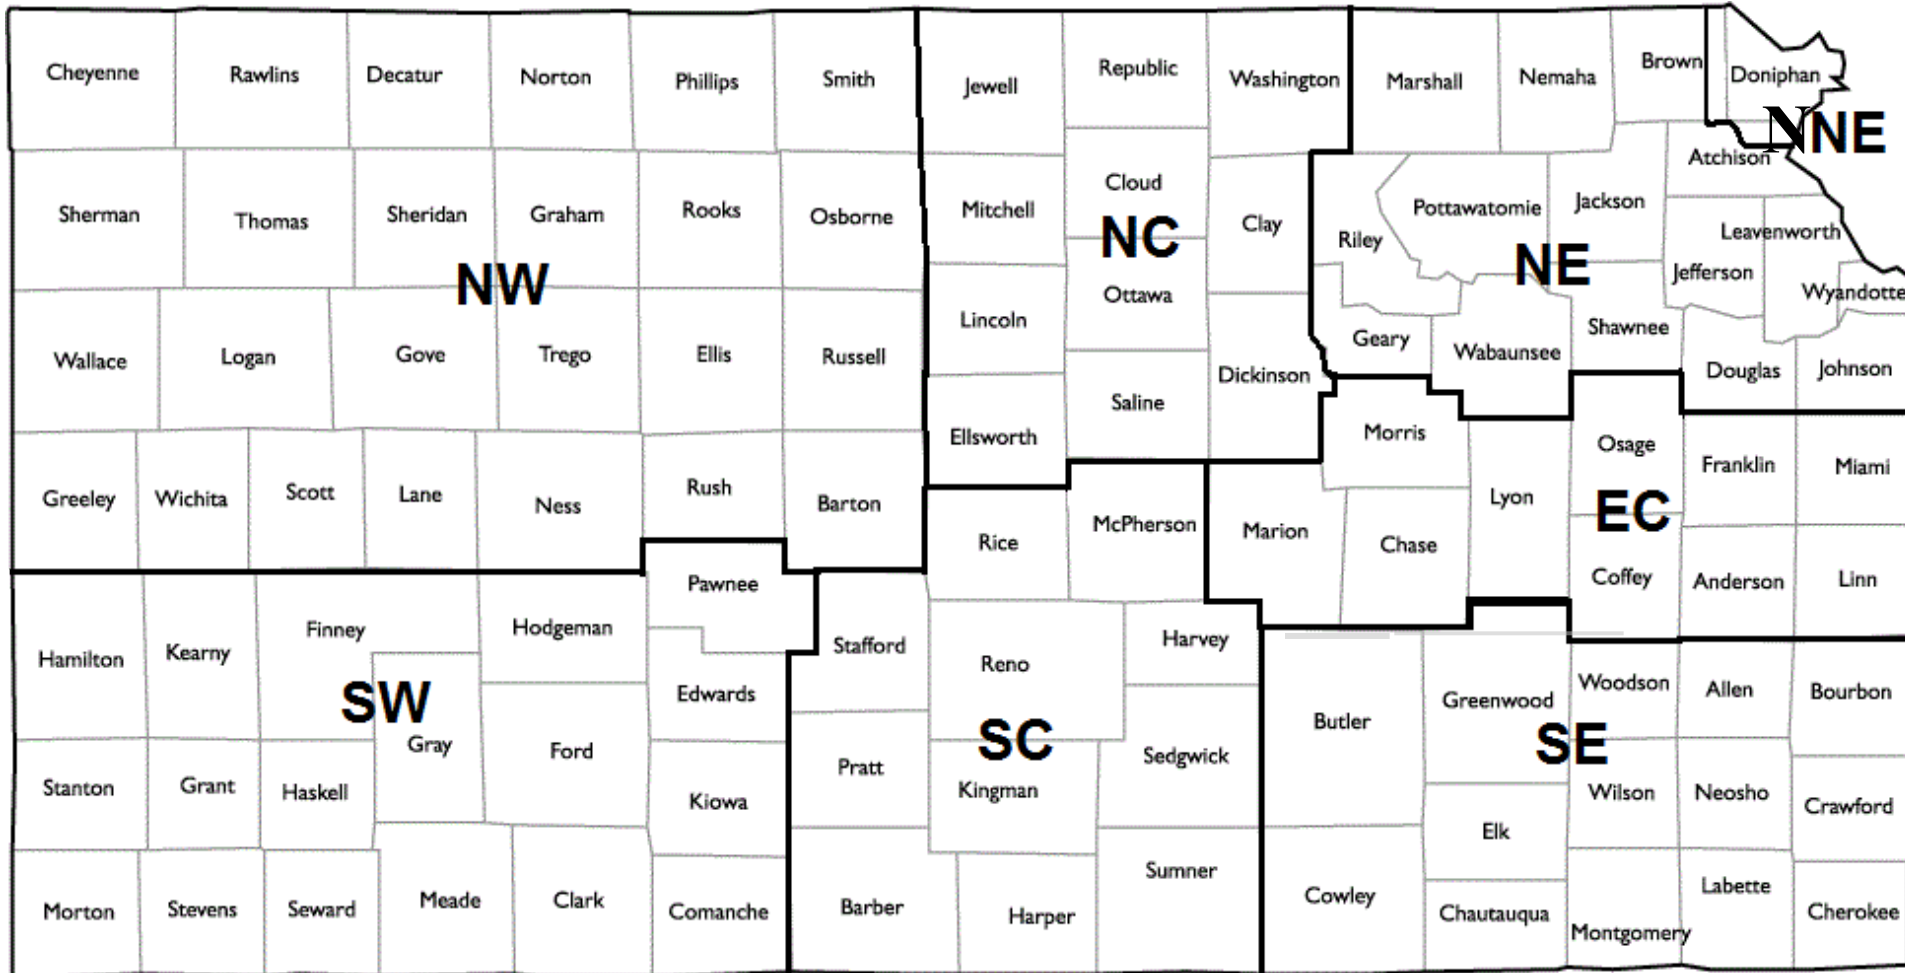 Cheyenne
Rawlins
Decatur
Norton
Phillips
Smith
Jewell
Republic
Washington
Marshall
Nemaha
Brown
Doniphan
NNE
Sherman
Thomas
Sheridan
Graham
Rooks
Osborne
Mitchell
Cloud
Clay
Riley
Pottawatomie
Jackson
Atchison
Leavenworth
Jefferson
Wyandotte
NW
NC
NE
Wallace
Logan
Gove
Trego
Ellis
Russell
Lincoln
Ottawa
Dickinson
Geary
Wabaunsee
Shawnee
Douglas
Johnson
Saline
Ellsworth
Morris
Osage
Franklin
Miami
Greeley
Wichita
Scott
Lane
Ness
Rush
Barton
Rice
McPherson
Marion
Chase
Lyon
EC
Coffey
Anderson
Linn
Hamilton
Kearny
Finney
Hodgeman
Pawnee
Stafford
Reno
Harvey
Edwards
SW
Gray
Ford
Pratt
SC
Sedgwick
Kingman
Butler
Greenwood
Woodson
Allen
Bourbon
SE
Stanton
Grant
Haskell
Kiowa
Wilson
Neosho
Crawford
Elk
Morton
Stevens
Seward
Meade
Clark
Comanche
Barber
Harper
Sumner
Cowley
Chautauqua
Montgomery
Labette
Cherokee